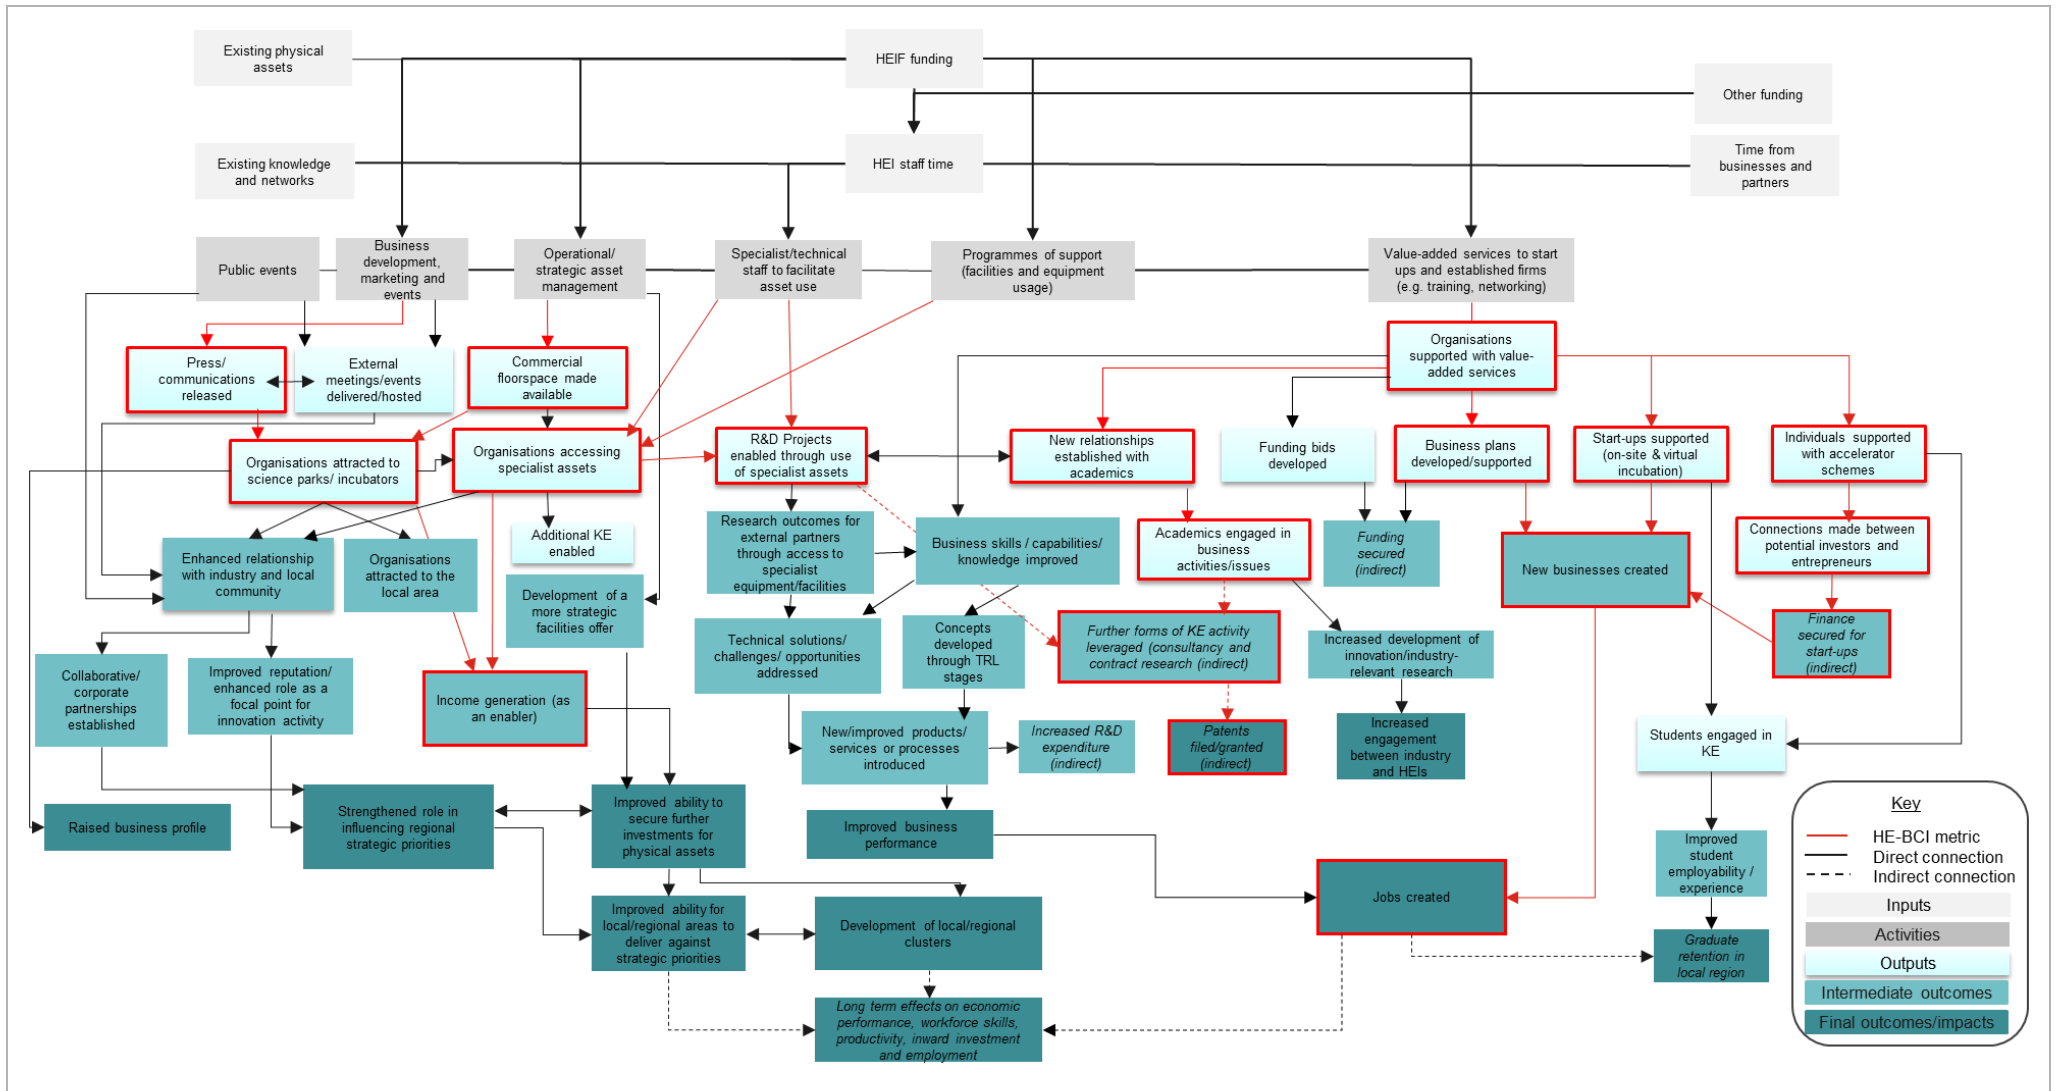 Existing physical
assets
HEIF funding
Other funding
Existing knowledge
and networks
HEI staff time
Time from
businesses and
partners
Public events
Business
development,
marketing and
events
Operational/
strategic asset
management
Specialist/technical
staff to facilitate
asset use
Programmes of support
(facilities and equipment
usage)
Value-added services to start
ups and established firms
(e.g. training, networking)
Press/
communications
released
External
meetings/events
delivered/hosted
Commercial
floorspace made
available
Organisations
supported with value-
added services
Organisations attracted to
science parks/ incubators
Organisations accessing
specialist assets
R&D Projects
enabled through use
of specialist assets
New relationships
established with
academics
Funding bids
developed
Business plans
developed/supported
Start-ups supported
(on-site & virtual
incubation)
Individuals supported
with accelerator
schemes
Additional KE
enabled
Enhanced relationship
with industry and local
community
Organisations
attracted to the
local area
Development of a
more strategic
facilities offer
Research outcomes for
external partners
through access to
specialist
equipment/facilities
Business skills / capabilities/
knowledge improved
Academics engaged in
business
activities/issues
Funding
secured
(indirect)
New businesses created
Connections made between
potential investors and
entrepreneurs
Collaborative/
corporate
partnerships
established
Improved reputation/
enhanced role as a
focal point for
innovation activity
Income generation (as
an enabler)
Technical solutions/
challenges/ opportunities
addressed
Concepts
developed
through TRL
stages
Further forms of KE activity
leveraged (consultancy and
contract research (indirect)
Increased development of
innovation/industry-
relevant research
Finance
secured for
start-ups
(indirect)
New/improved products/
services or processes
introduced
Increased R&D
expenditure
(indirect)
Patents
filed/granted
(indirect)
Increased
engagement
between industry
and HEIs
Students engaged in
KE
Raised business profile
Strengthened role in
influencing regional
strategic priorities
Improved ability to
secure further
investments for
physical assets
Improved business
performance
Improved
student
employability /
experience
Improved ability for
local/regional areas to
deliver against
strategic priorities
Development of local/regional
clusters
Jobs created
Graduate
retention in
local region
Long term effects on economic
performance, workforce skills,
productivity, inward investment
and employment
Key
HE-BCI metric
Direct connection
Indirect connection
Inputs
Activities
Outputs
Intermediate outcomes
Final outcomes/impacts